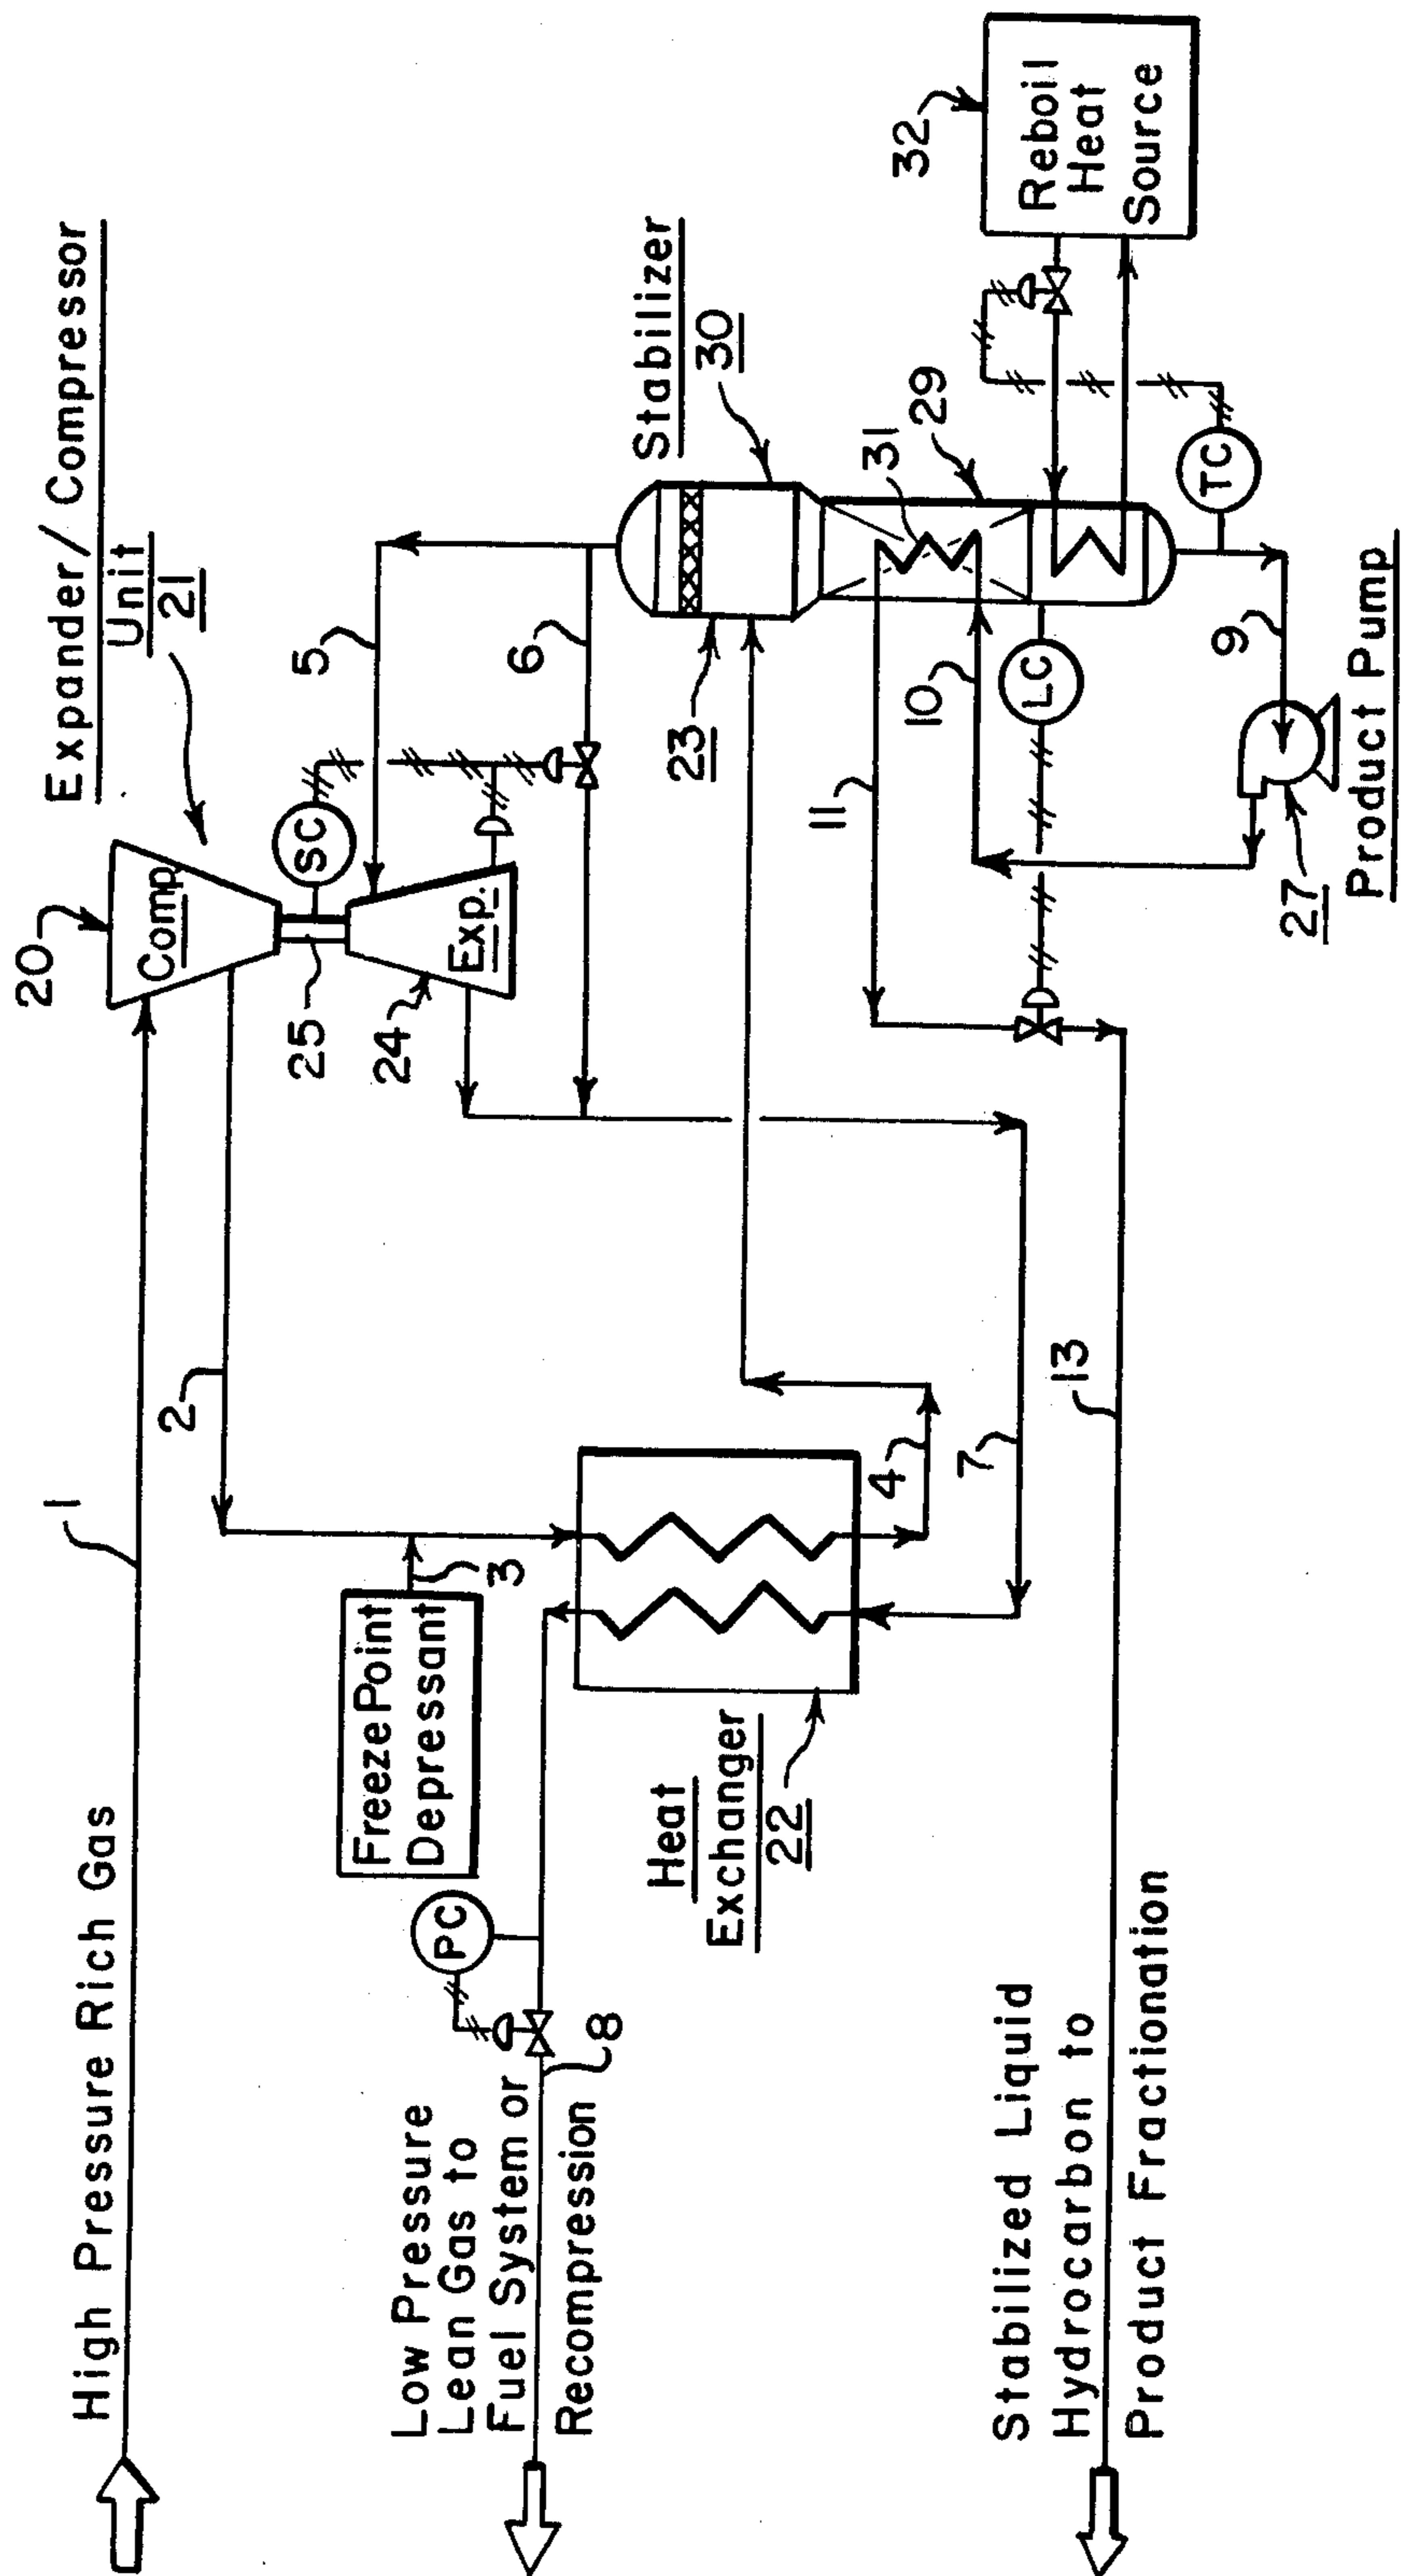 High Pressure Rich Gas
1
2
20
Comp.
Expander/Compressor
Unit
21
SC
25
24
Exp.
5
6
Freeze Point
Depressant
3
PC
8
Low Pressure
Lean Gas to
Fuel System or
Recompression
Heat
Exchanger
22
4
7
Stabilizer
30
23
31
29
32
Reboil
Heat
Source
TC
LC
10
11
9
27
Product Pump
13
Stabilized Liquid
Hydrocarbon to
Product Fractionation